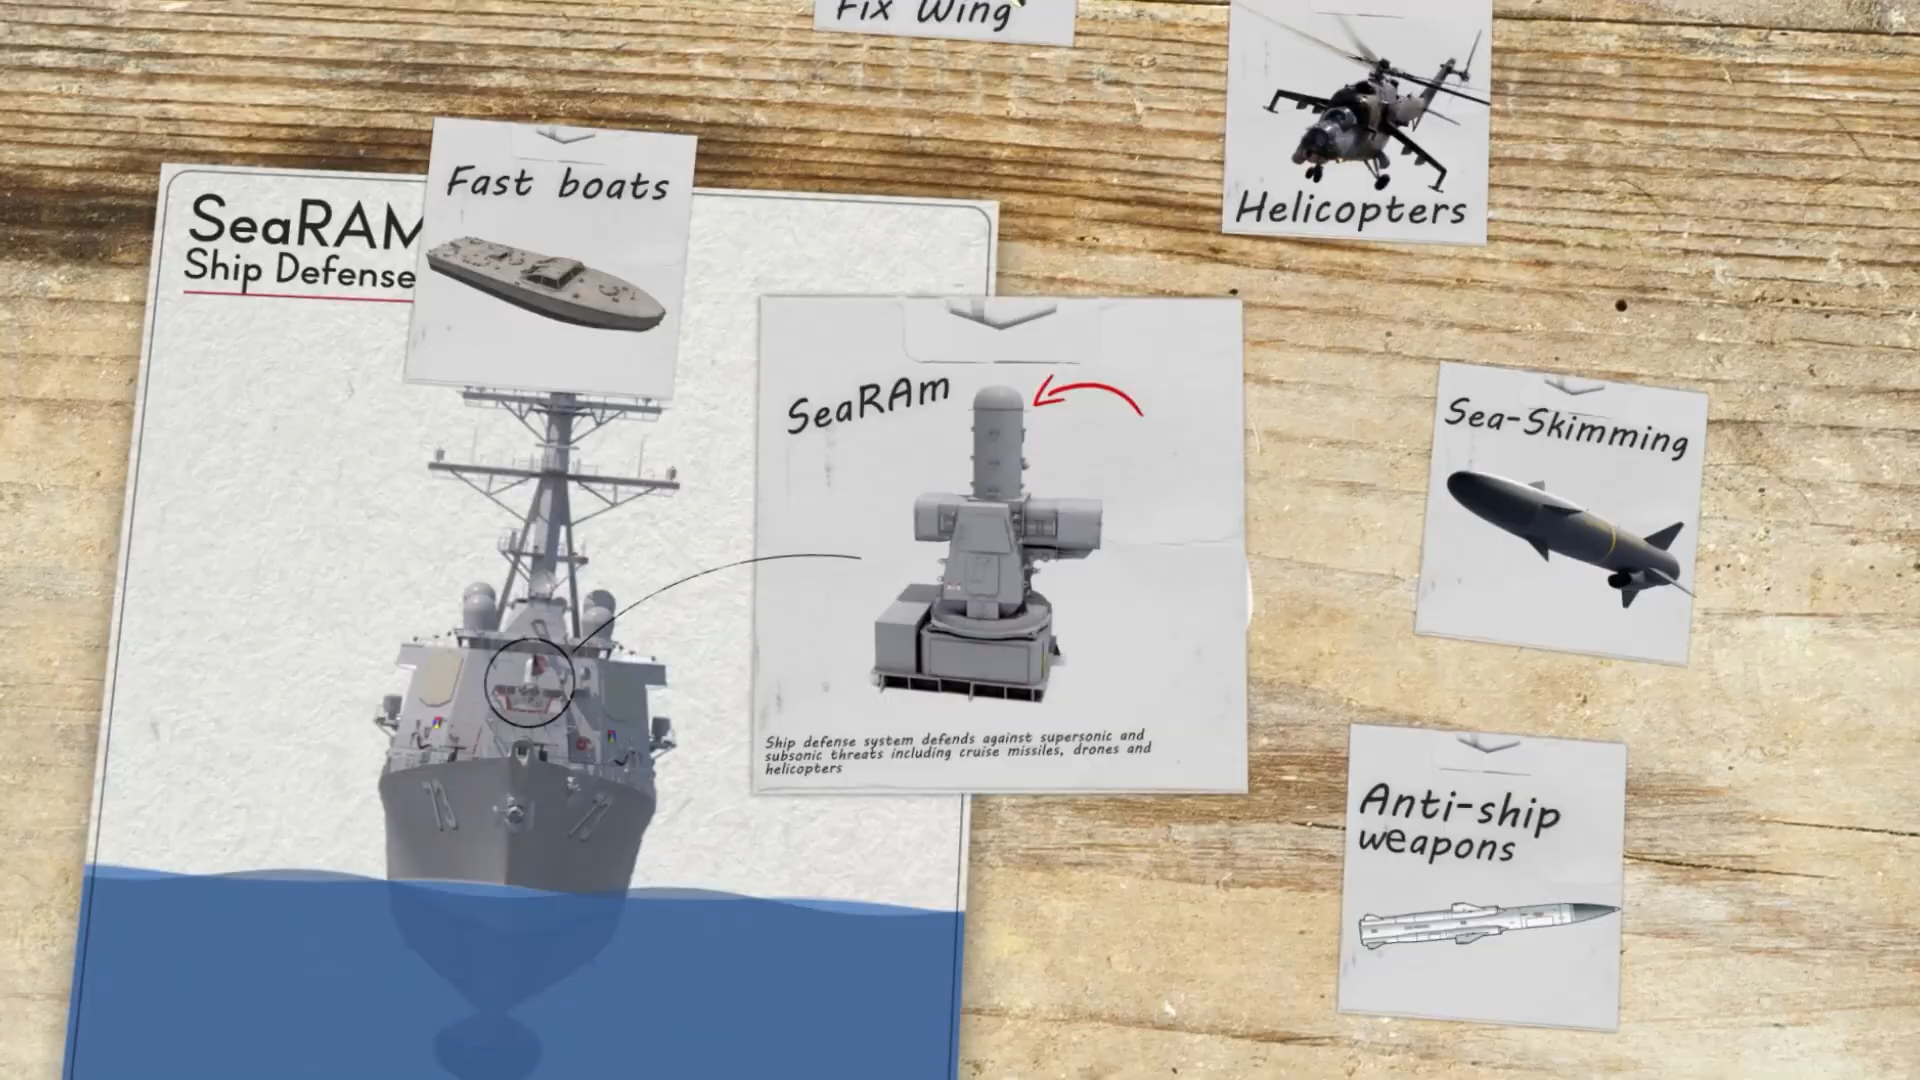 Fix Wing
Helicopters
Fast boats
SeaRAM
Ship Defense
SeaRAm
Sea-Skimming
Ship defense system defends against supersonic and
subsonic threats including cruise missiles, drones and
helicopters
Anti-ship
weapons